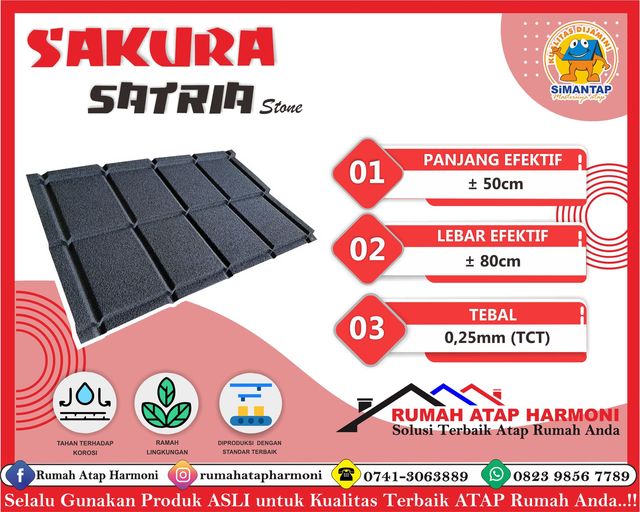 SAKURA
SATRIA Stone
KUALITAS DIJAMIN!
SiMANTAP
01
PANJANG EFEKTIF
± 50cm
02
LEBAR EFEKTIF
± 80cm
03
TEBAL
0,25mm (TCT)
TAHAN TERHADAP
KOROSI
RAMAH
LINGKUNGAN
DIPRODUKSI DENGAN
STANDAR TERBAIK
RUMAH ATAP HARMONI
Solusi Terbaik Atap Rumah Anda
Rumah Atap Harmoni
rumahatapharmoni
0741-3063889
0823 9856 7789
Selalu Gunakan Produk ASLI untuk Kualitas Terbaik ATAP Rumah Anda..!!